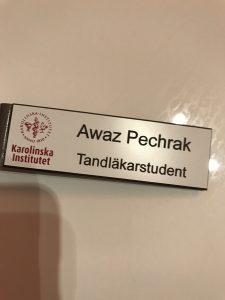 Awaz Pechrak
Tandläkarstudent
Karolinska
Institutet